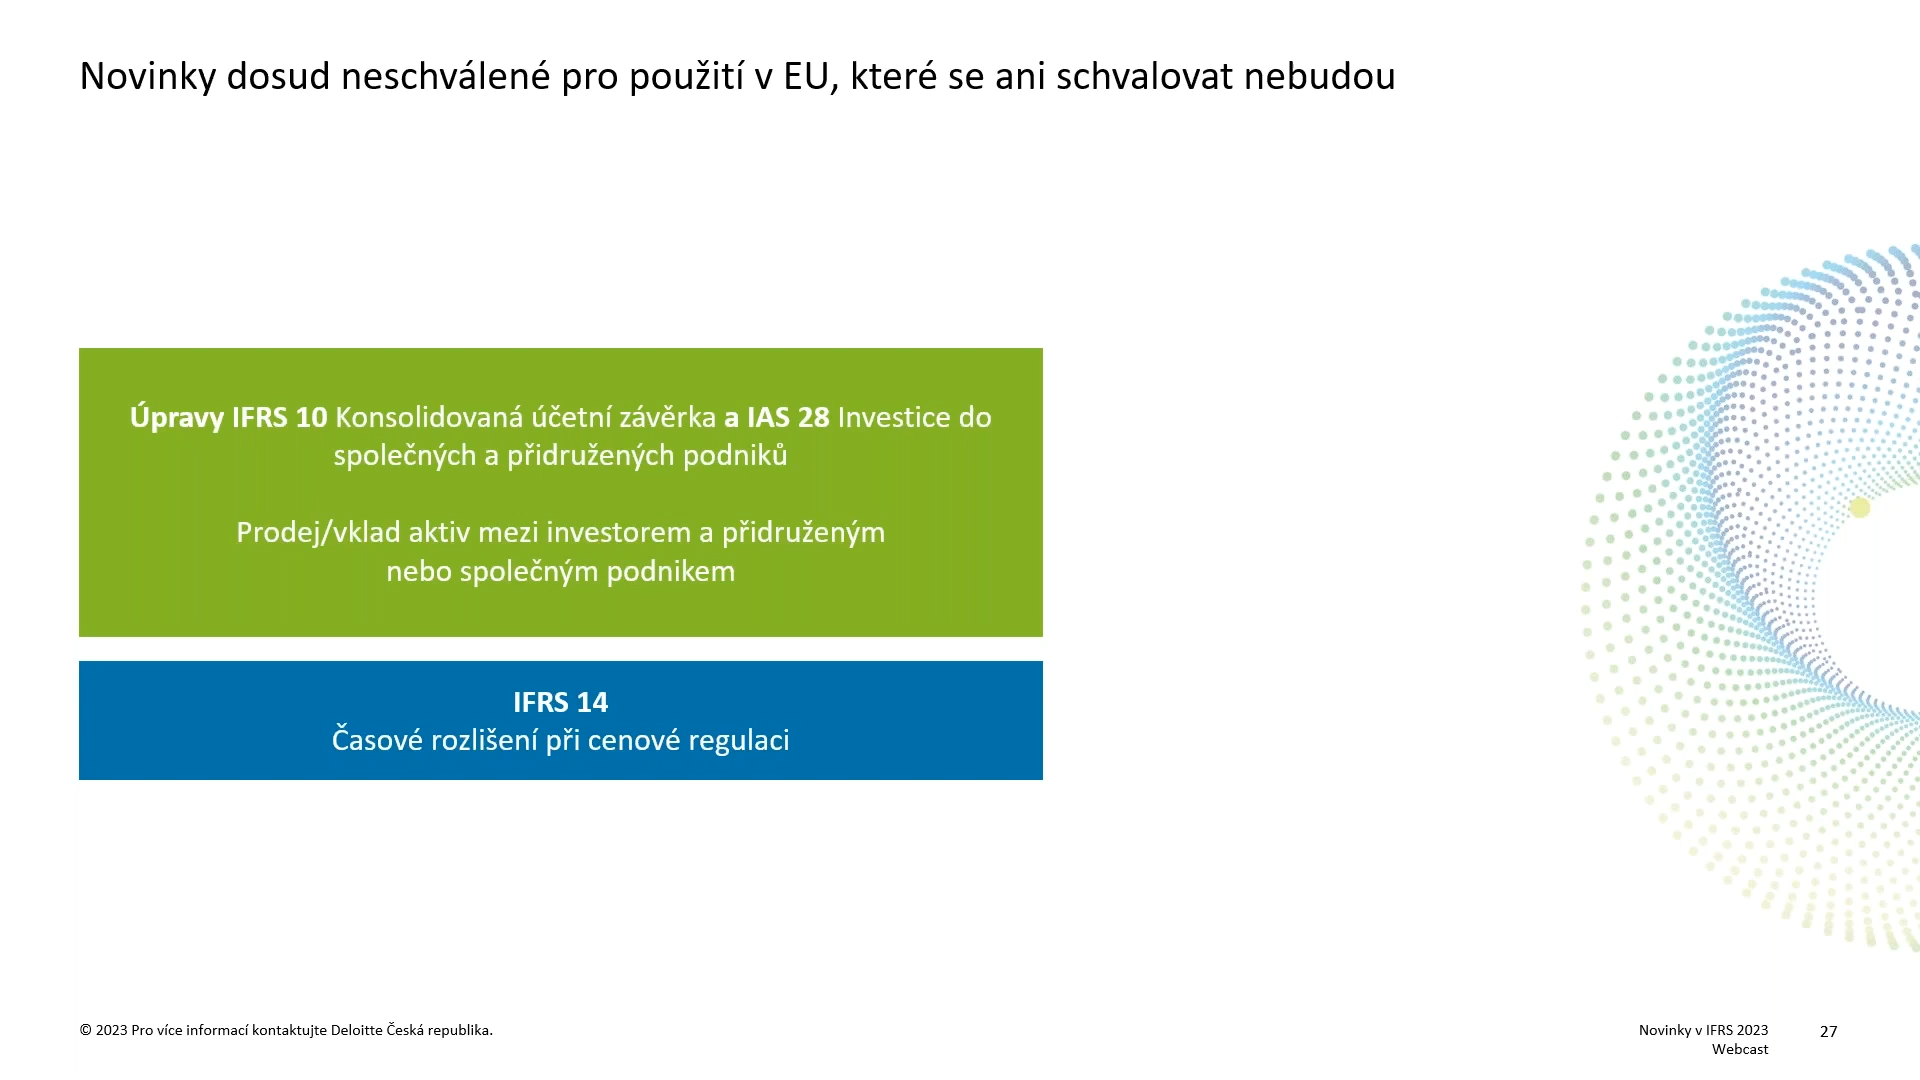 Novinky dosud neschválené pro použití v EU, které se ani schvalovat nebudou
Úpravy IFRS 10 Konsolidovaná účetní závěrka a IAS 28 Investice do
společných a přidružených podniků
Prodej/vklad aktiv mezi investorem a přidruženým
nebo společným podnikem
IFRS 14
Časové rozlišení při cenové regulaci
© 2023 Pro více informací kontaktujte Deloitte Česká republika.
Novinky v IFRS 2023
Webcast
27